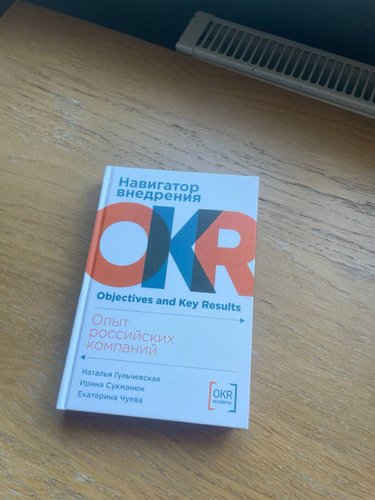 Навигатор
внедрения
OKR
Objectives and Key Results
Опыт
российских
компаний
Наталья Гульчевская
Ирина Сукманюк
Екатерина Чуева
OKR
academy